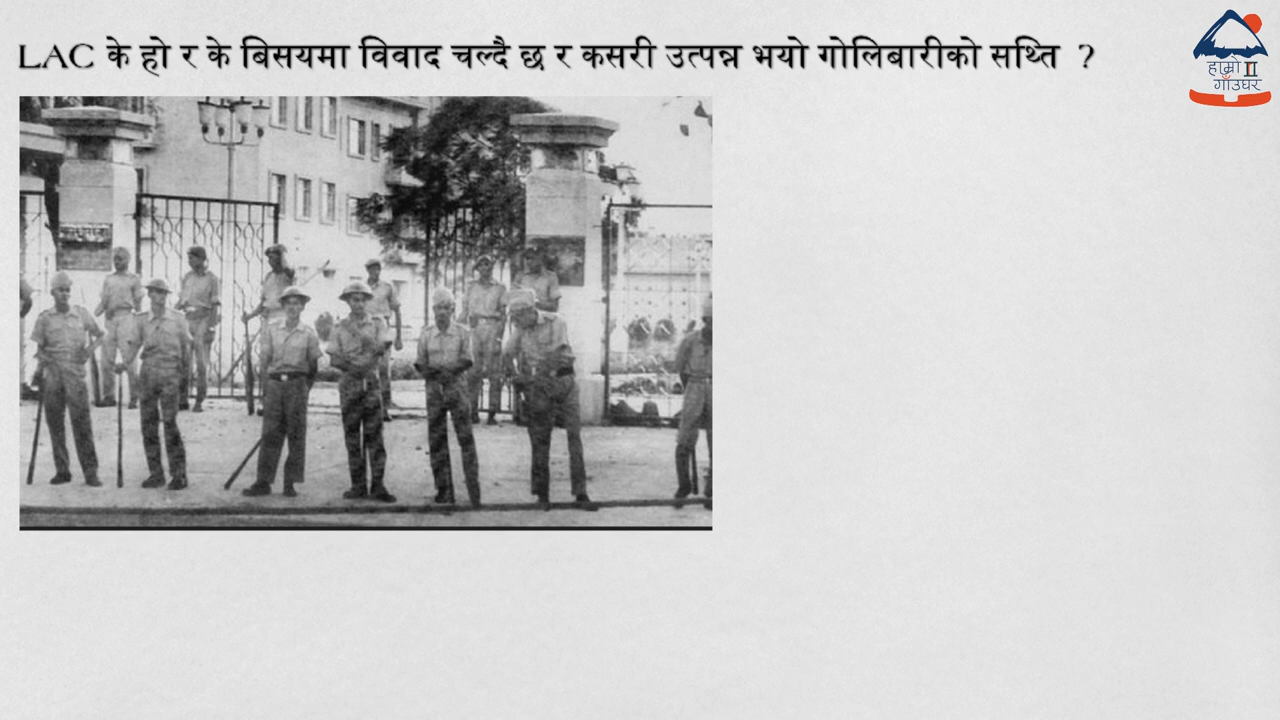 LAC के हो र के बिसयमा विवाद चल्दै छ र कसरी उत्पन्न भयो गोलिबारीको सथ्ति ?
हाम्रो
गाँउघर